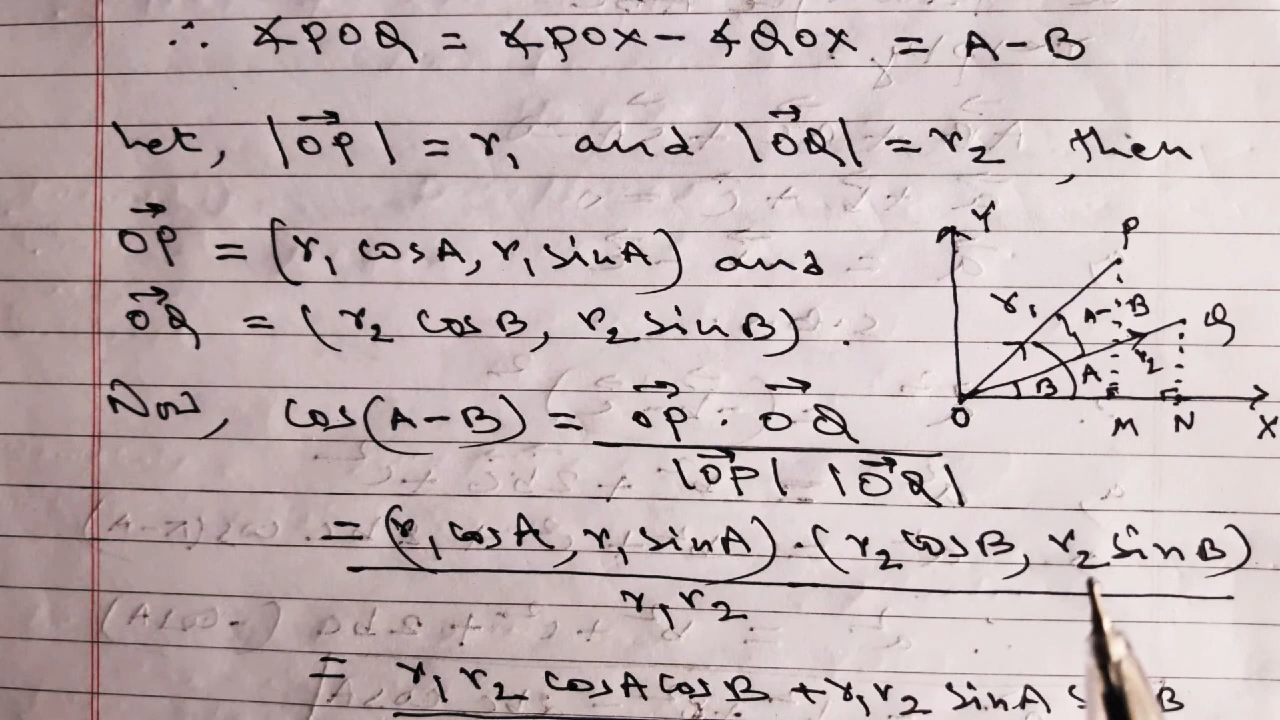 ∴ ∡POQ = ∡POX - ∡QOX = A - B
Let, |OP→| = r₁ and |OQ→| = r₂, then
OP→ = (r₁ cosA, r₁ sinA) and
OQ→ = (r₂ cosB, r₂ sinB).
Y
P
r₁
A-B
Q
r₂
B
A
O
M
N
X
Now, cos(A-B) = OP→ . OQ→
|OP→| |OQ→|
= (r₁ cosA, r₁ sinA) . (r₂ cosB, r₂ sinB)
r₁ r₂
= r₁ r₂ cosA cosB + r₁ r₂ sinA s B